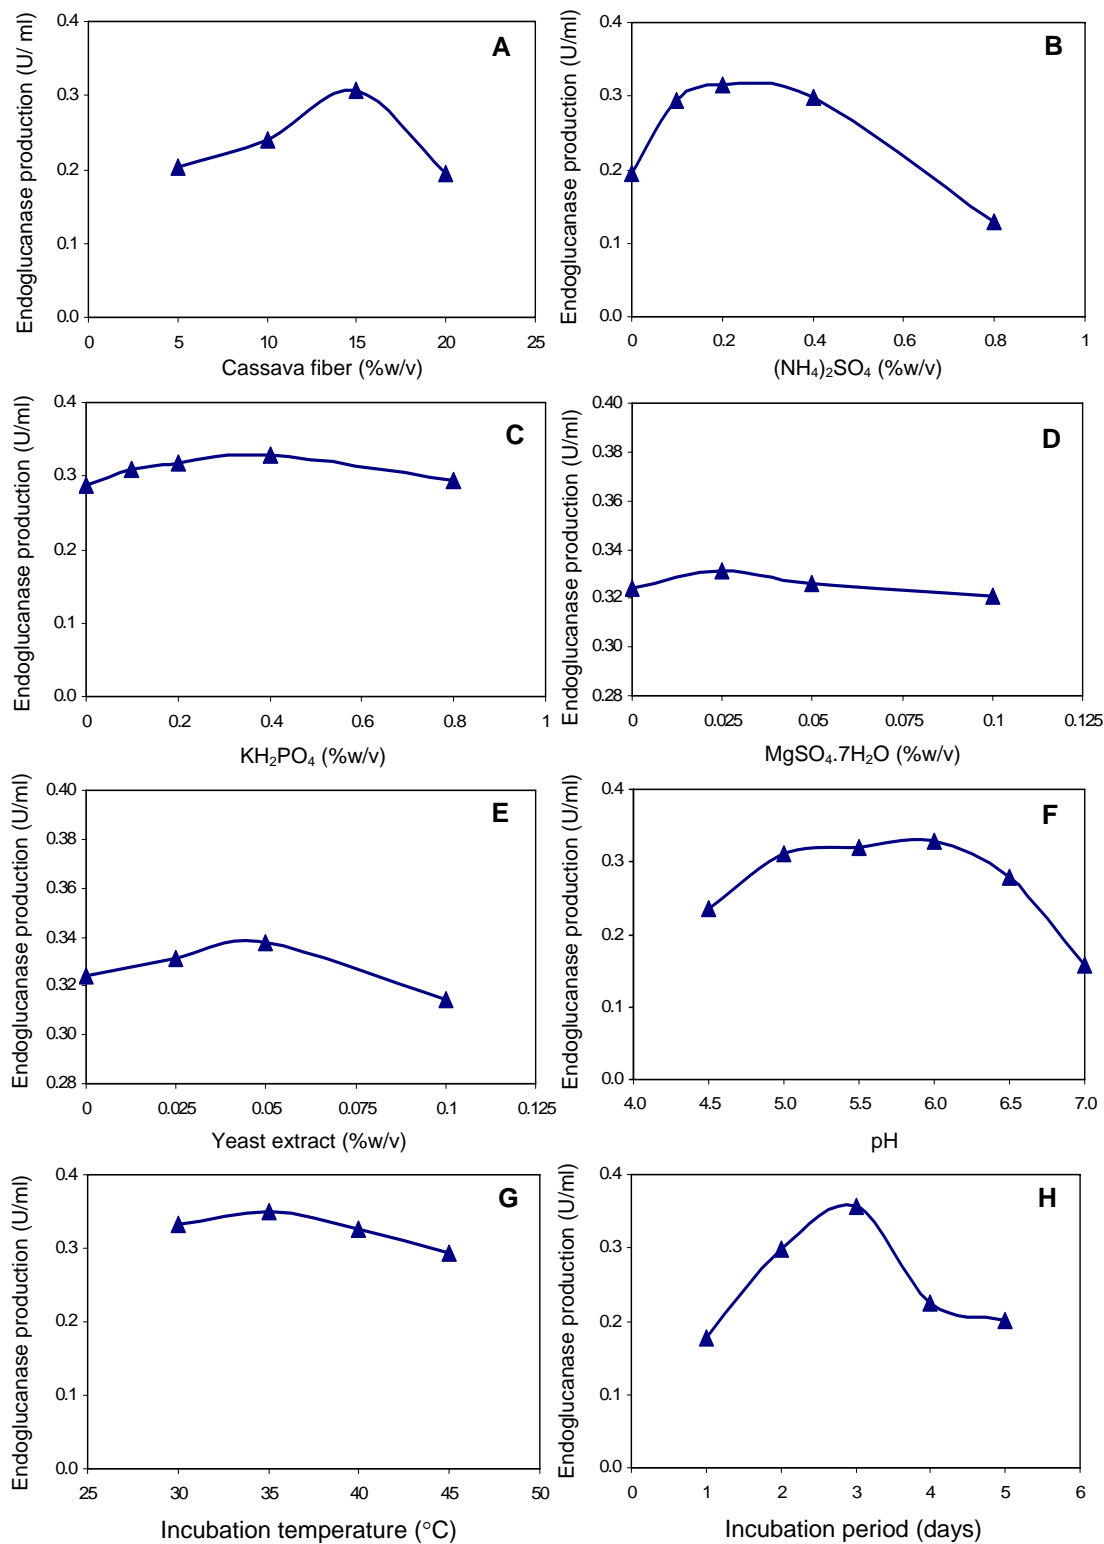 Endoglucanase production (U/ ml)
0.4
0.3
0.2
0.1
0.0
A
0 5 10 15 20 25
Cassava fiber (%w/v)
Endoglucanase production (U/ml)
0.4
0.3
0.2
0.1
0.0
B
0 0.2 0.4 0.6 0.8 1
(NH₄)₂SO₄ (%w/v)
Endoglucanase production (U/ml)
0.4
0.3
0.2
0.1
0.0
C
0 0.2 0.4 0.6 0.8 1
KH₂PO₄ (%w/v)
Endoglucanase production (U/ml)
0.40
0.38
0.36
0.34
0.32
0.30
0.28
D
0 0.025 0.05 0.075 0.1 0.125
MgSO₄.7H₂O (%w/v)
Endoglucanase production (U/ml)
0.40
0.38
0.36
0.34
0.32
0.30
0.28
E
0 0.025 0.05 0.075 0.1 0.125
Yeast extract (%w/v)
Endoglucanase production (U/ml)
0.4
0.3
0.2
0.1
0.0
F
4.0 4.5 5.0 5.5 6.0 6.5 7.0
pH
Endoglucanase production (U/ml)
0.4
0.3
0.2
0.1
0.0
G
25 30 35 40 45 50
Incubation temperature (°C)
Endoglucanase production (U/ml)
0.4
0.3
0.2
0.1
0.0
H
0 1 2 3 4 5 6
Incubation period (days)